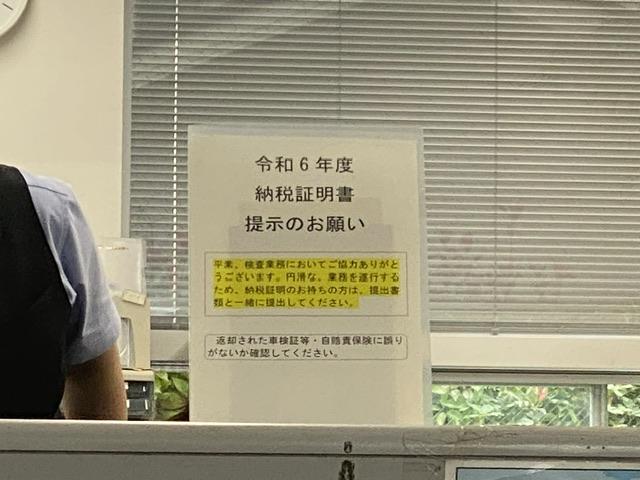 令和6年度
納税証明書
提示のお願い
平素、検査業務においてご協力ありがと
うございます。円滑な、業務を遂行する
ため、納税証明のお持ちの方は、提出書
類と一緒に提出してください。
返却された車検証等・自賠責保険に誤り
がないか確認してください。